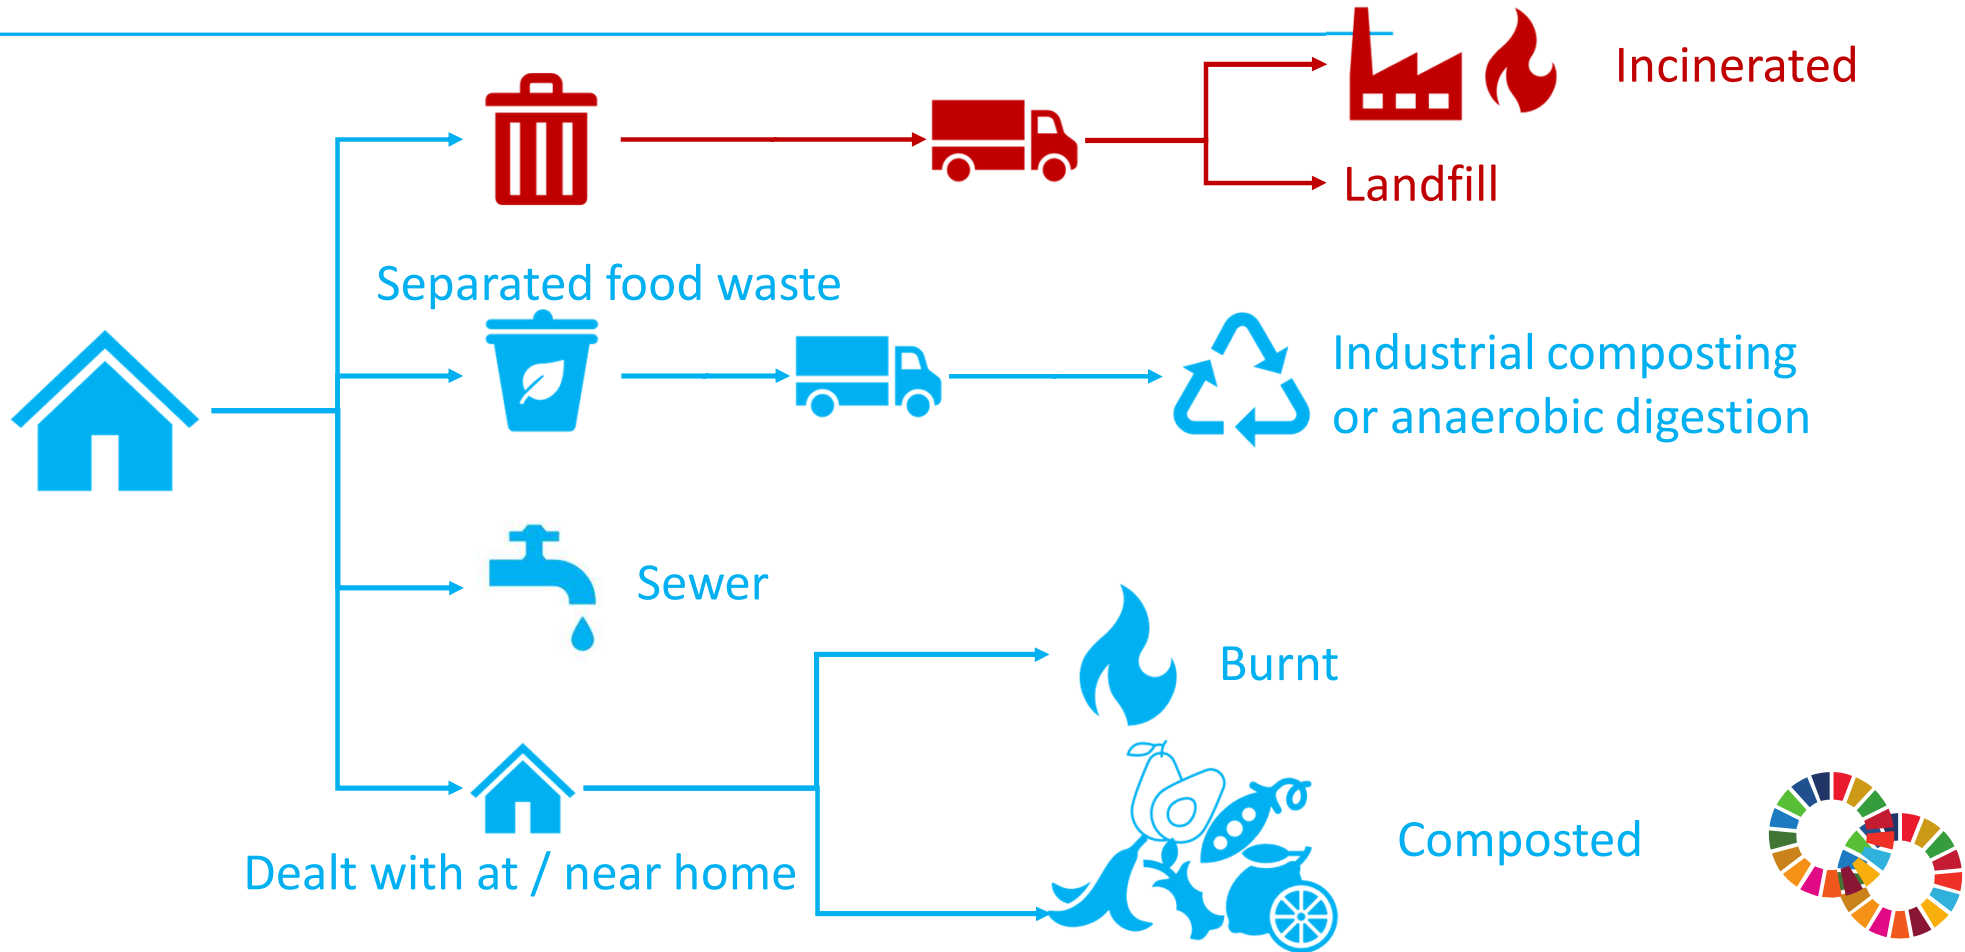 Incinerated
Landfill
Separated food waste
Industrial composting
or anaerobic digestion
Sewer
Burnt
Composted
Dealt with at / near home